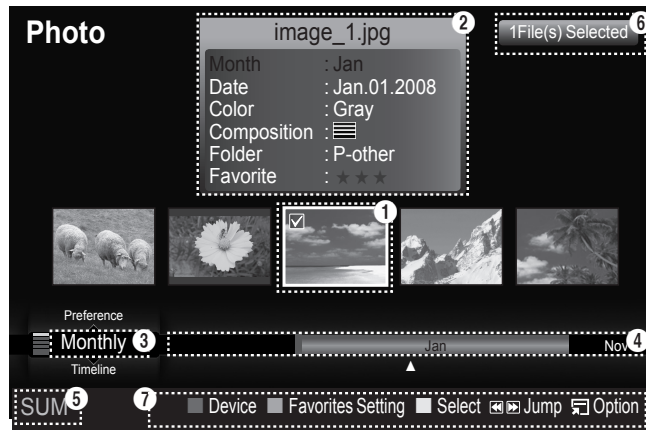 Photo
image_1.jpg
2
1File(s) Selected
6
Month : Jan
Date : Jan.01.2008
Color : Gray
Composition :
Folder : P-other
Favorite : ★★★
1
Preference
Monthly
3
Jan
Nov
4
Timeline
SUM
5
7
Device
Favorites Setting
Select
Jump
Option